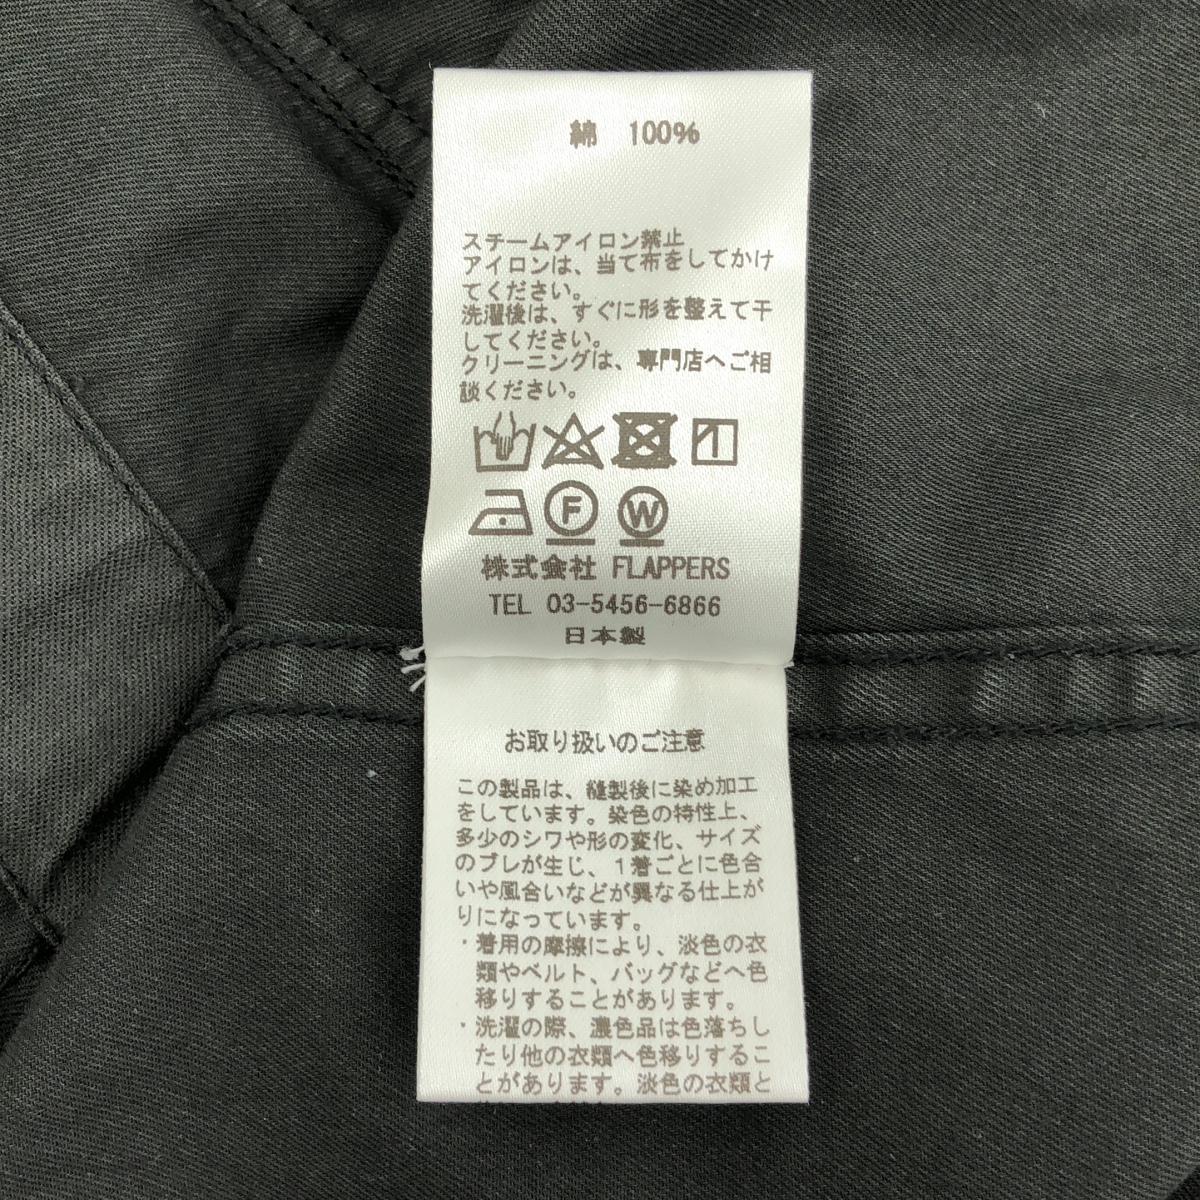 綿 100%
スチームアイロン禁止
アイロンは、当て布をしてかけ
てください。
洗濯後は、すぐに形を整えて干
してください。
クリーニングは、専門店へご相
談ください。
F W
株式会社 FLAPPERS
TEL 03-5456-6866
日本製
お取り扱いのご注意
この製品は、縫製後に染め加工
をしています。染色の特性上、
多少のシワや形の変化、サイズ
のブレが生じ、1着ごとに色合
いや風合いなどが異なる仕上が
りになっています。
・着用の摩擦により、淡色の衣
類やベルト、バッグなどへ色
移りすることがあります。
・洗濯の際、濃色品は色落ちし
たり他の衣類へ色移りするこ
とがあります。淡色の衣類と